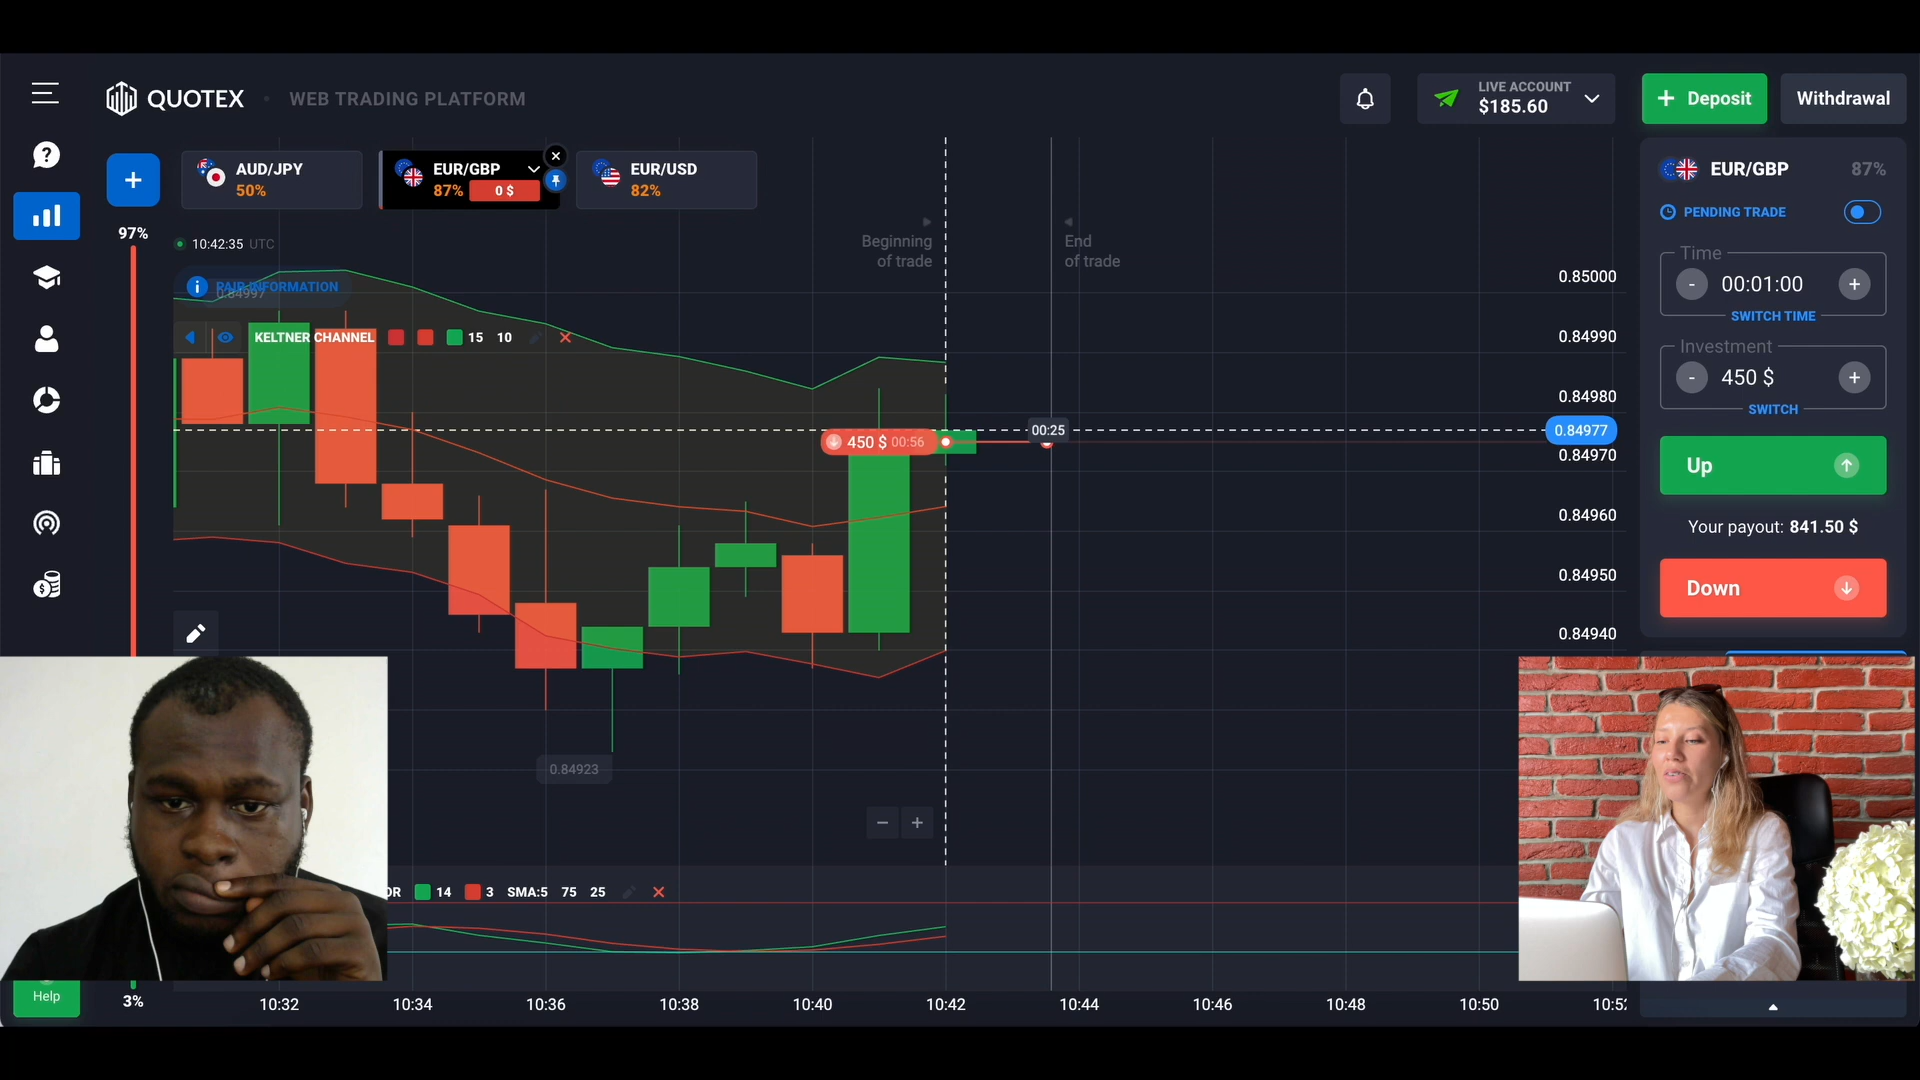 QUOTEX
WEB TRADING PLATFORM
LIVE ACCOUNT
$185.60
+ Deposit
Withdrawal
+
AUD/JPY
50%
EUR/GBP
87%
0 $
EUR/USD
82%
97%
10:42:35 UTC
Beginning
of trade
End
of trade
PAIR INFORMATION
0.84997
KELTNER CHANNEL 15 10
450 $ 00:56
00:25
0.85000
0.84990
0.84980
0.84977
0.84970
0.84960
0.84950
0.84940
0.84923
EUR/GBP
87%
PENDING TRADE
Time
- 00:01:00 +
SWITCH TIME
Investment
- 450 $ +
SWITCH
Up
Your payout: 841.50 $
Down
− +
OR 14 3 SMA:5 75 25
Help
3%
10:32 10:34 10:36 10:38 10:40 10:42 10:44 10:46 10:48 10:50 10:52